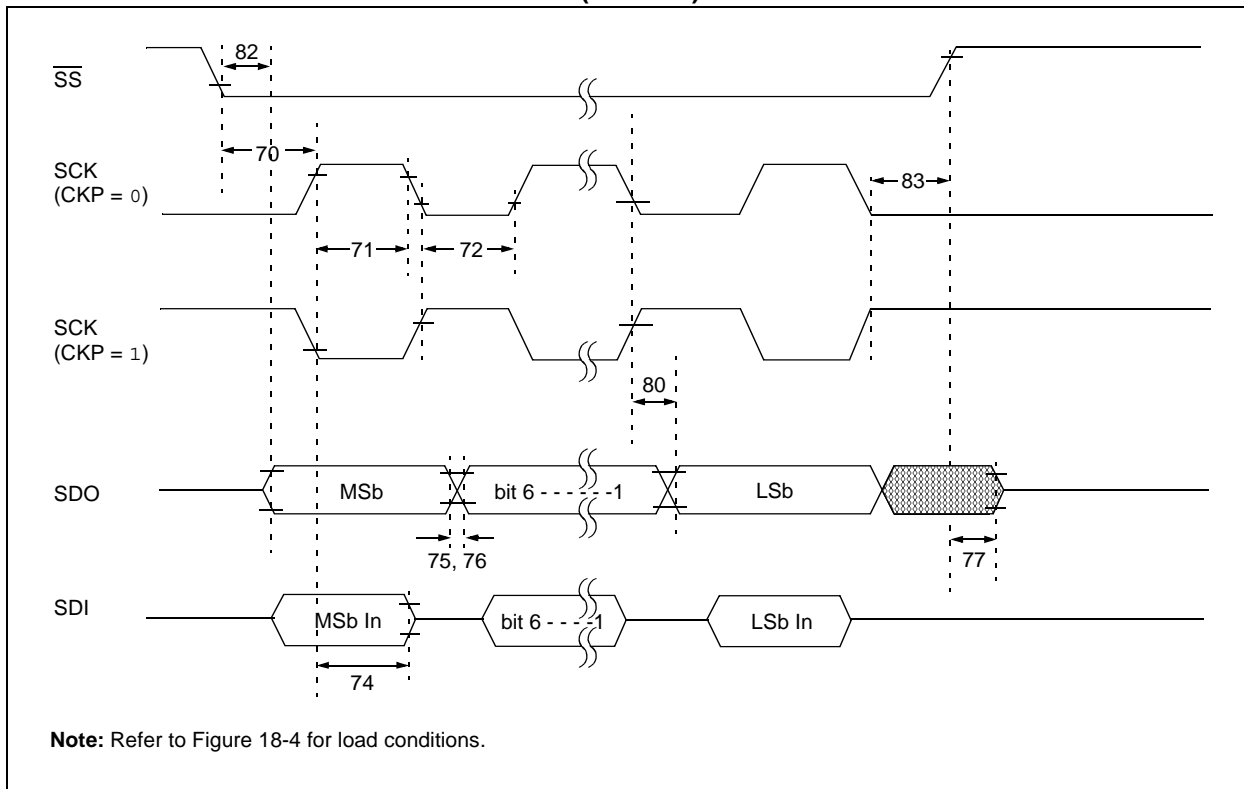 82
SS
70
SCK
(CKP = 0)
83
71
72
SCK
(CKP = 1)
80
SDO
MSb
bit 6 - - - - - -1
LSb
75, 76
77
SDI
MSb In
bit 6 - - - - -1
LSb In
74
Note: Refer to Figure 18-4 for load conditions.